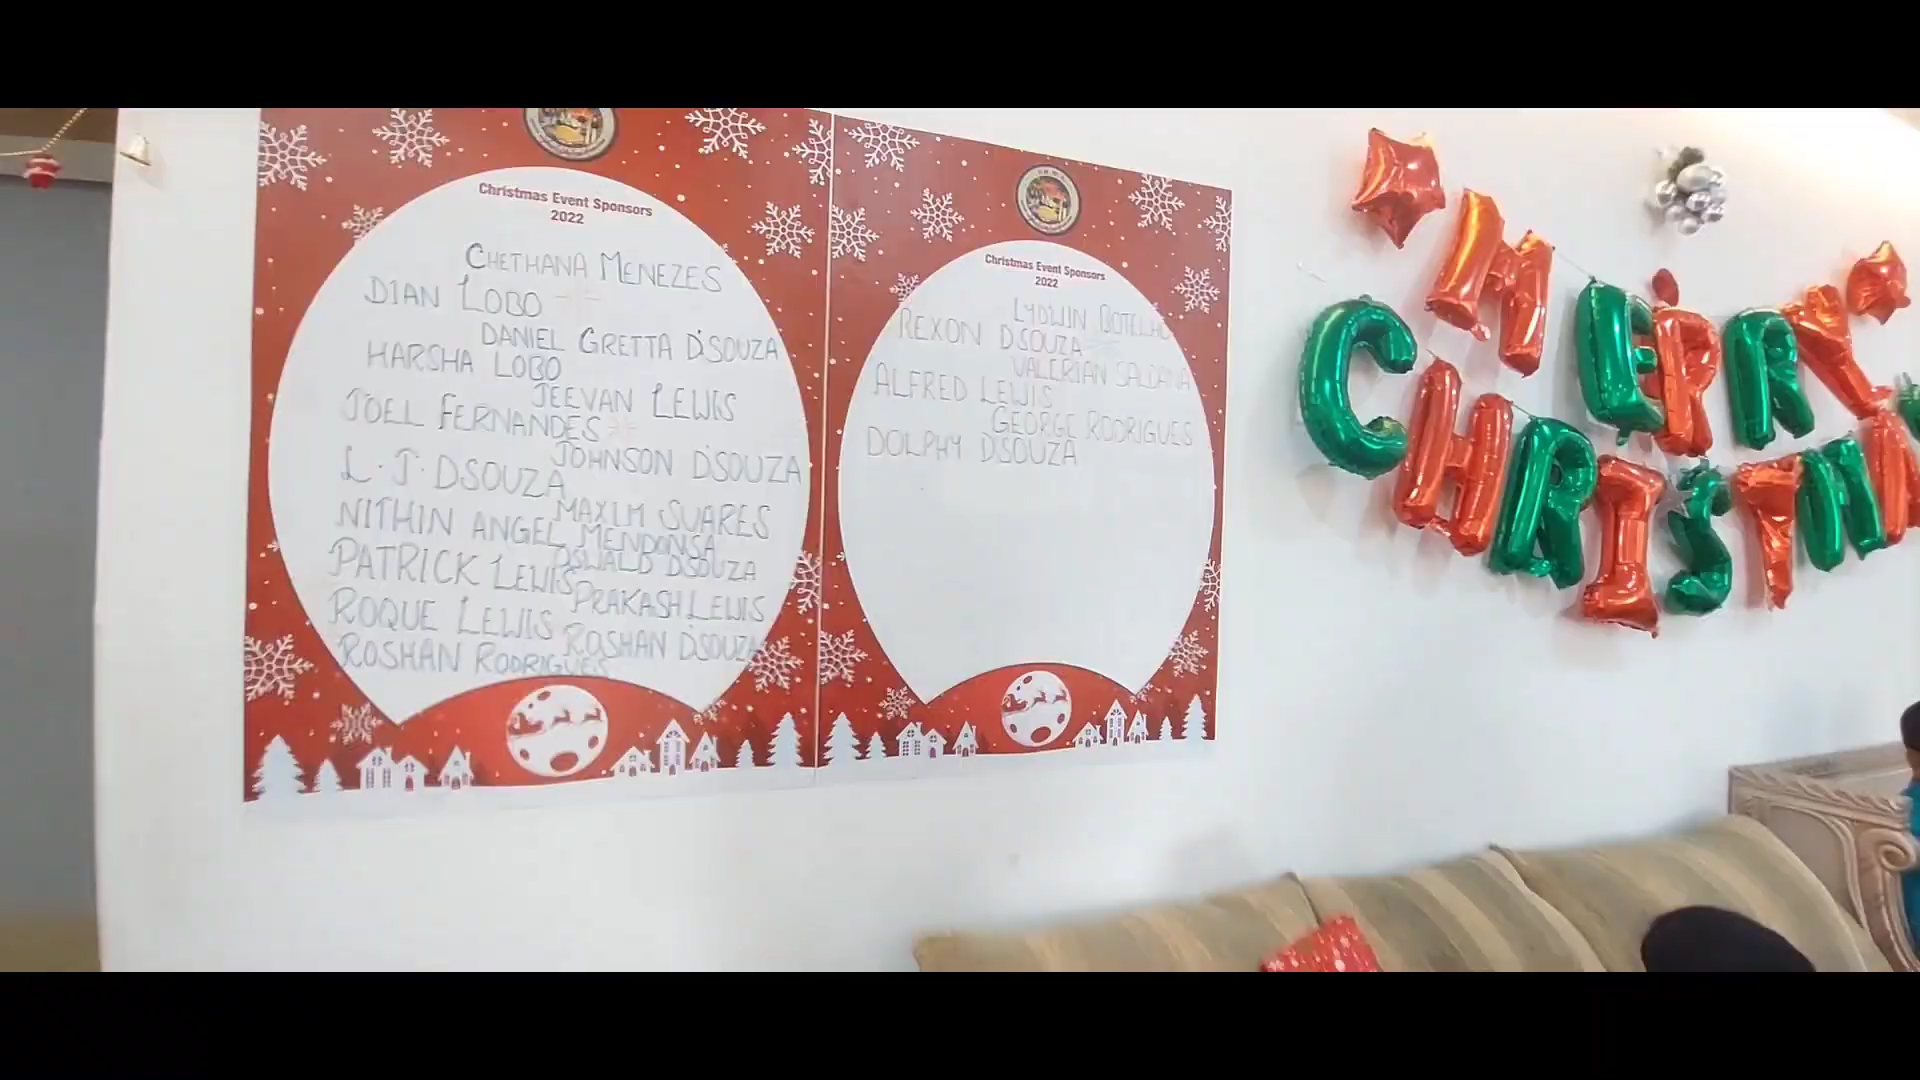 Christmas Event Sponsors
2022
CHETHANA MENEZES
DIAN LOBO
DANIEL GRETTA D'SOUZA
HARSHA LOBO
JEEVAN LEWIS
JOEL FERNANDES
JOHNSON D'SOUZA
L. J. DSOUZA
MAXIM SUARES
NITHIN ANGEL MENDONSA
OSWALD DSOUZA
PATRICK LEWIS
PRAKASH LEWIS
ROQUE LEWIS
ROSHAN D'SOUZA
ROSHAN RODRIGUES
Christmas Event Sponsors
2022
LYDWIN BOTELHO
REXON DSOUZA
VALERIAN SALDANA
ALFRED LEWIS
GEORGE RODRIGUES
DOLPHY D'SOUZA
MERRY
CHRISTMA